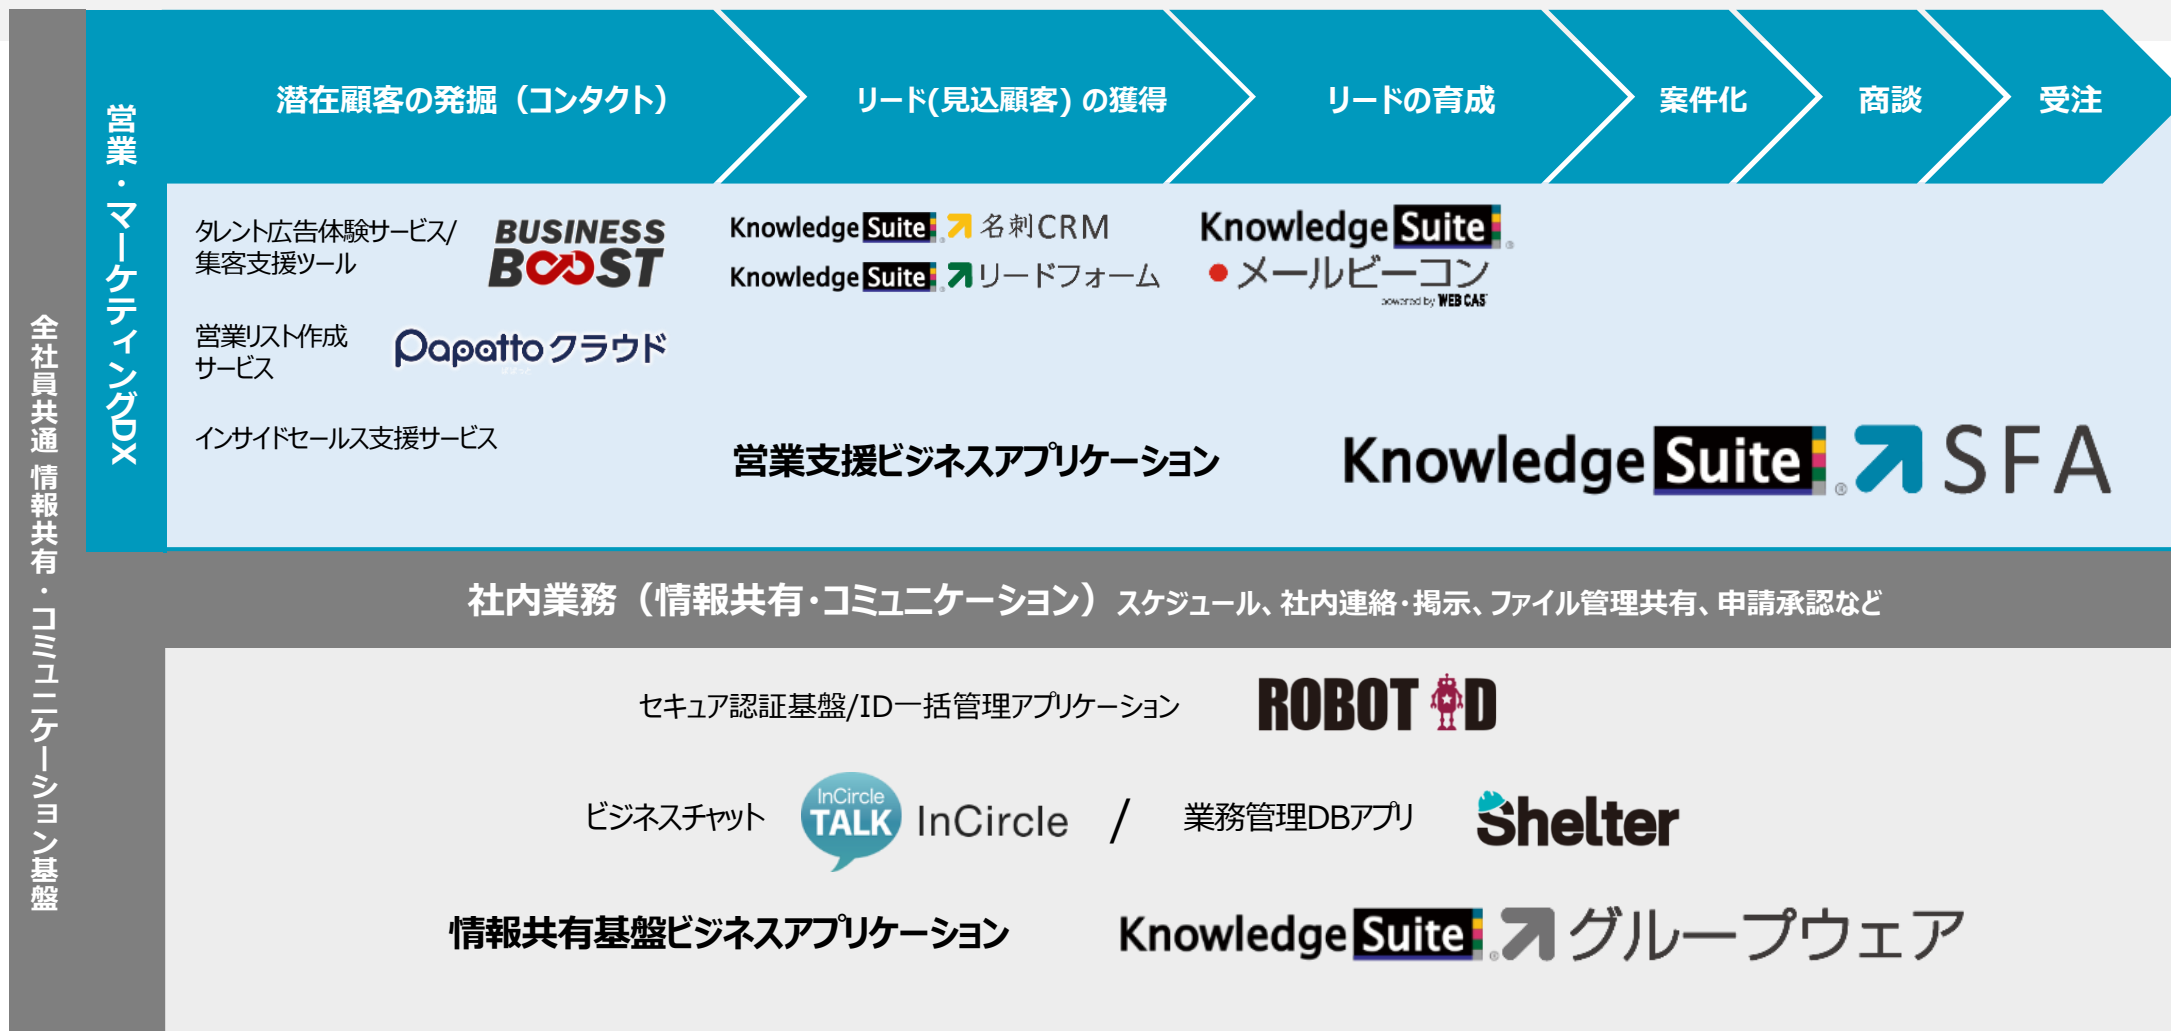 全社員共通 情報共有・コミュニケーション基盤
営業・マーケティングDX
潜在顧客の発掘（コンタクト）
リード(見込顧客) の獲得
リードの育成
案件化
商談
受注
タレント広告体験サービス/
集客支援ツール
BUSINESS
BOOST
営業リスト作成
サービス
Papattoクラウド
ぱぱっと
インサイドセールス支援サービス
Knowledge Suite® 名刺CRM
Knowledge Suite® リードフォーム
Knowledge Suite®
メールビーコン
powered by WEB CAS
営業支援ビジネスアプリケーション
Knowledge Suite® SFA
社内業務（情報共有・コミュニケーション）スケジュール、社内連絡・掲示、ファイル管理共有、申請承認など
セキュア認証基盤/ID一括管理アプリケーション
ROBOT ID
ビジネスチャット
InCircle
TALK
InCircle
/
業務管理DBアプリ
Shelter
情報共有基盤ビジネスアプリケーション
Knowledge Suite® グループウェア